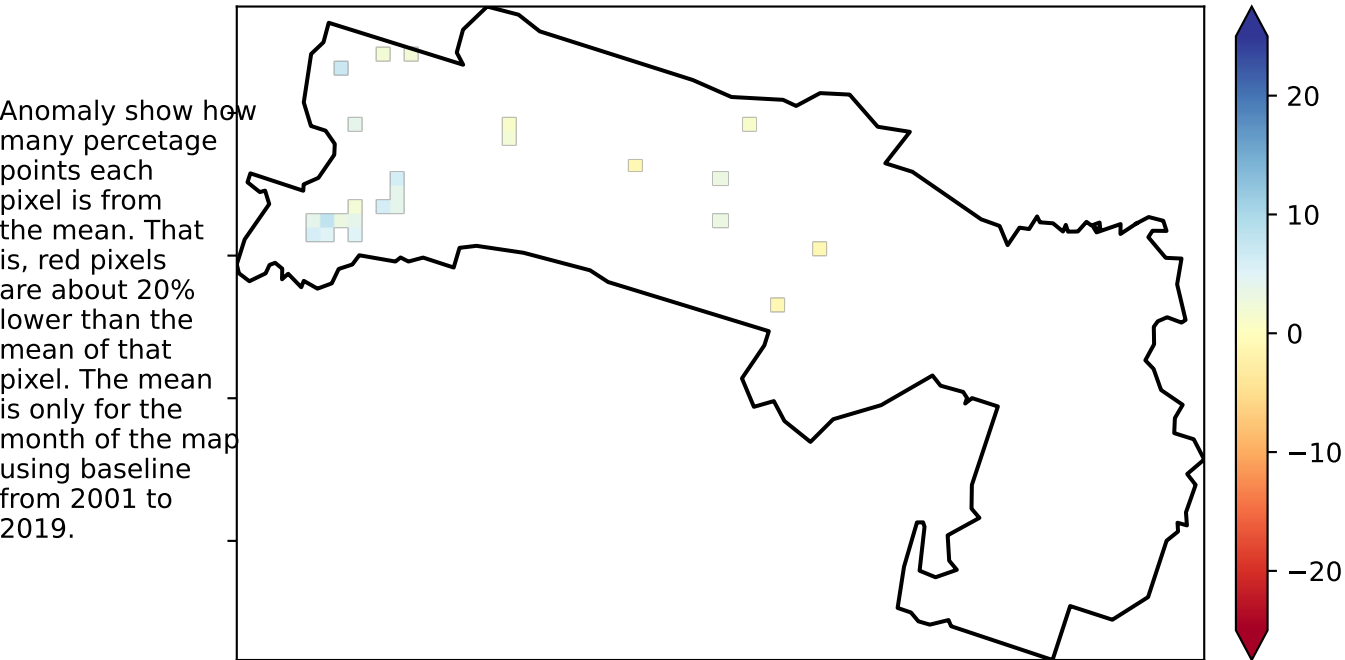 Anomaly show how
many percetage
points each
pixel is from
the mean. That
is, red pixels
are about 20%
lower than the
mean of that
pixel. The mean
is only for the
month of the map
using baseline
from 2001 to
2019.
20
10
0
−10
−20